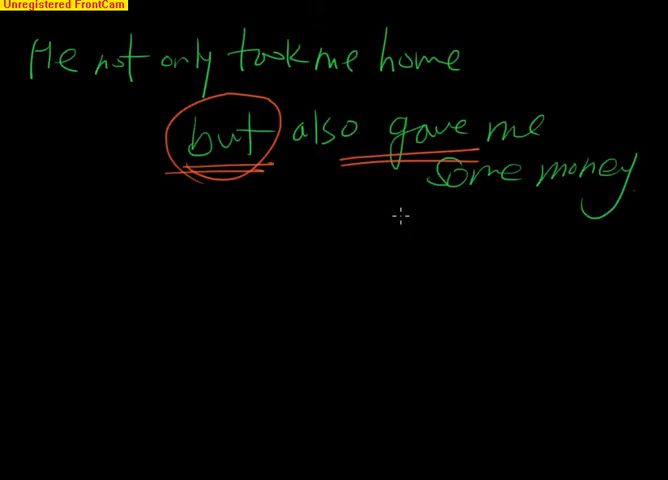 Unregistered FrontCam
He not only took me home
but also gave me
some money